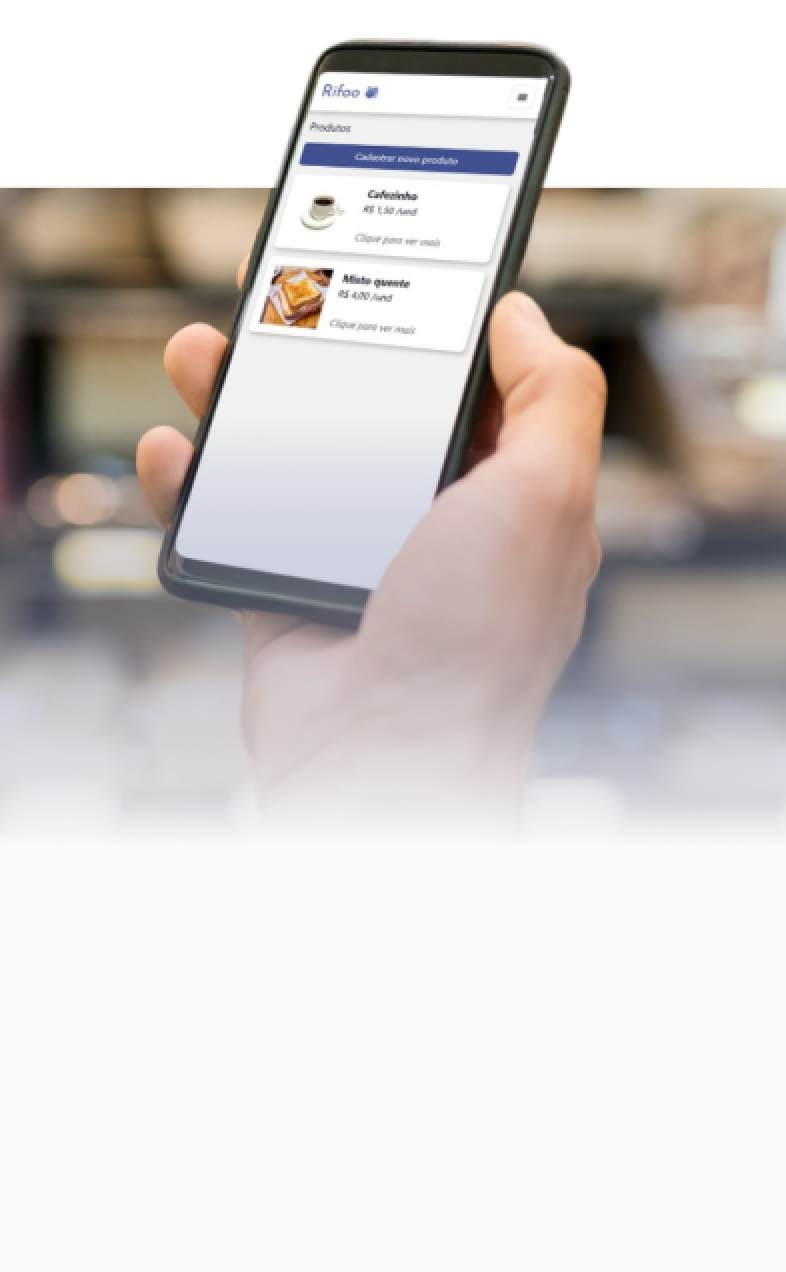 Rifoo
Produtos
Cadastrar novo produto
Cafezinho
R$ 1,50 /und
Clique para ver mais
Misto quente
R$ 4,00 /und
Clique para ver mais